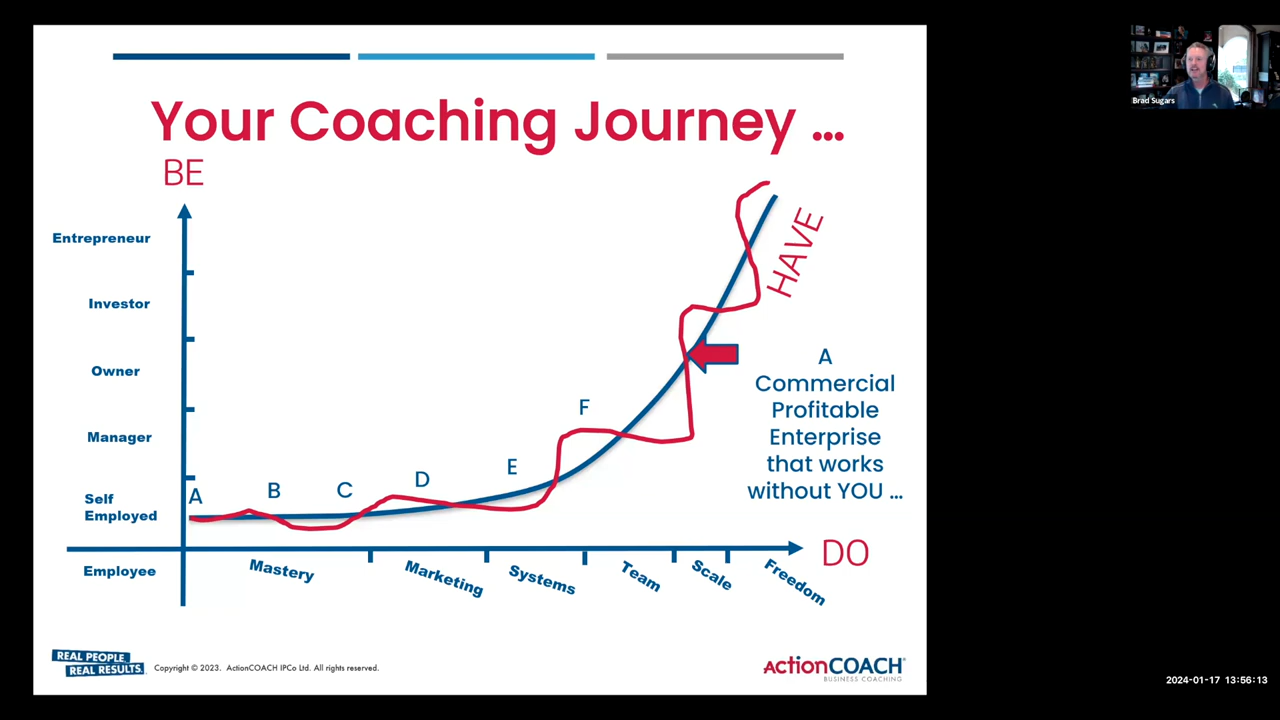 Your Coaching Journey ...
BE
Entrepreneur
Investor
Owner
Manager
Self
Employed
Employee
A
B
C
D
E
F
HAVE
A
Commercial
Profitable
Enterprise
that works
without YOU ...
DO
Mastery
Marketing
Systems
Team
Scale
Freedom
REAL PEOPLE.
REAL RESULTS.
Copyright © 2023. ActionCOACH IPCo Ltd. All rights reserved.
ActionCOACH®
BUSINESS COACHING
Brad Sugars
2024-01-17 13:56:13